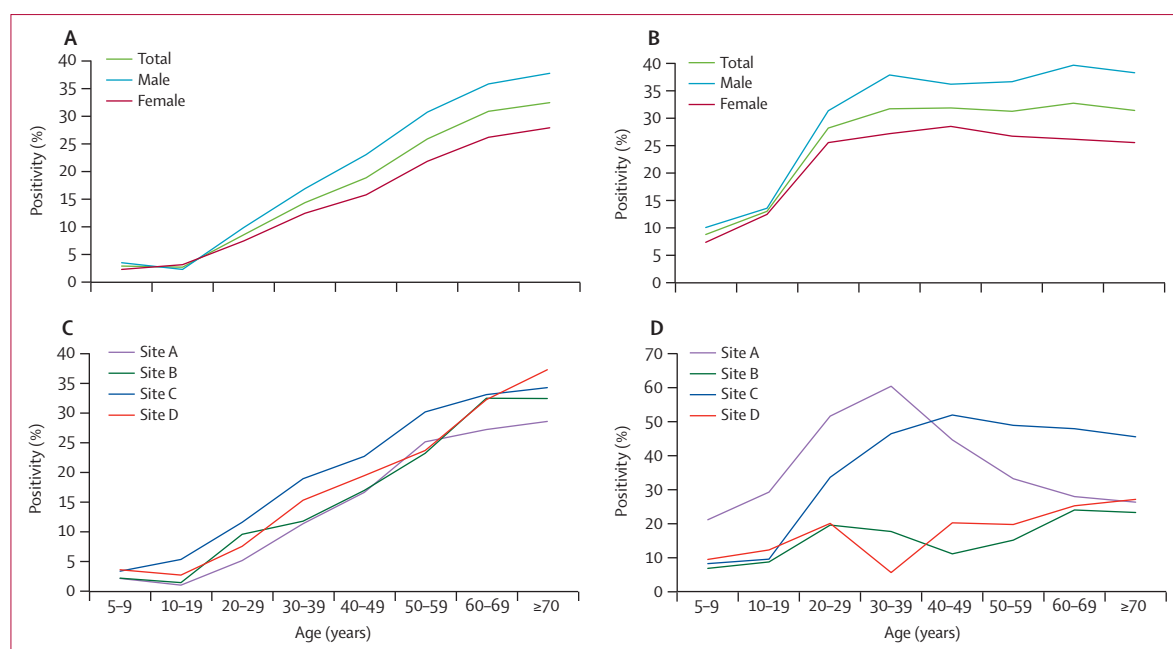 A
Total
Male
Female
Positivity (%)
40
35
30
25
20
15
10
5
0
B
Total
Male
Female
Positivity (%)
40
35
30
25
20
15
10
5
0
C
Site A
Site B
Site C
Site D
Positivity (%)
40
35
30
25
20
15
10
5
0
5–9 10–19 20–29 30–39 40–49 50–59 60–69 ≥70
Age (years)
D
Site A
Site B
Site C
Site D
Positivity (%)
70
60
50
40
30
20
10
0
5–9 10–19 20–29 30–39 40–49 50–59 60–69 ≥70
Age (years)